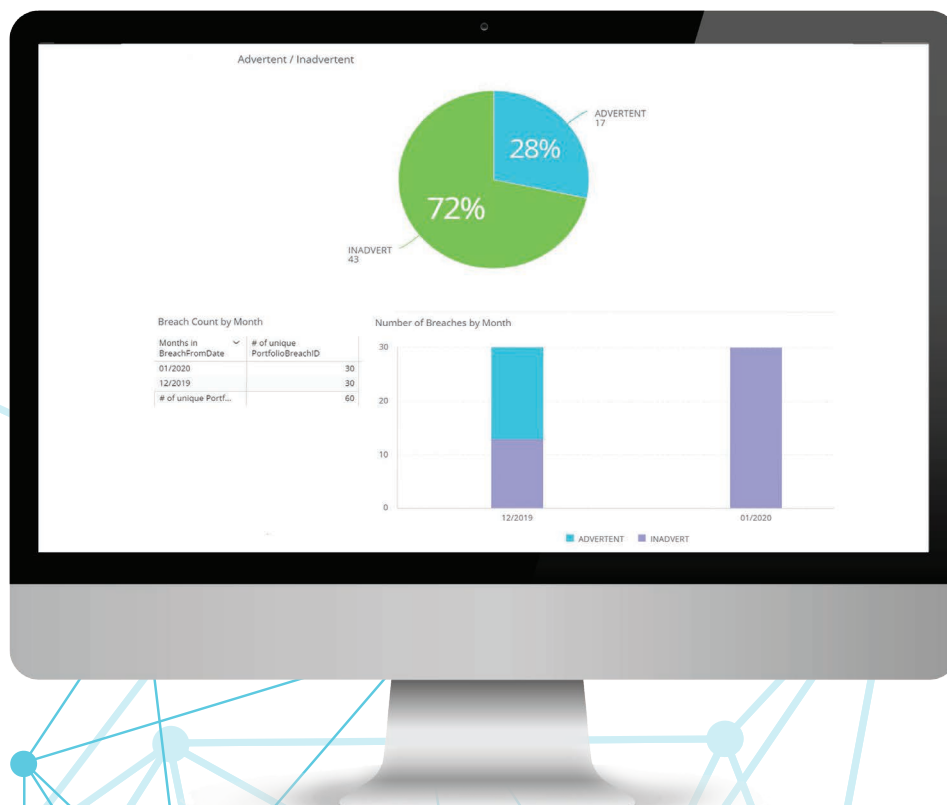 Advertent / Inadvertent
ADVERTENT
17
28%
72%
INADVERT
43
Breach Count by Month
Months in
BreachFromDate
# of unique
PortfolioBreachID
01/2020 30
12/2019 30
# of unique Portf... 60
Number of Breaches by Month
30
20
10
0
12/2019 01/2020
ADVERTENT INADVERT